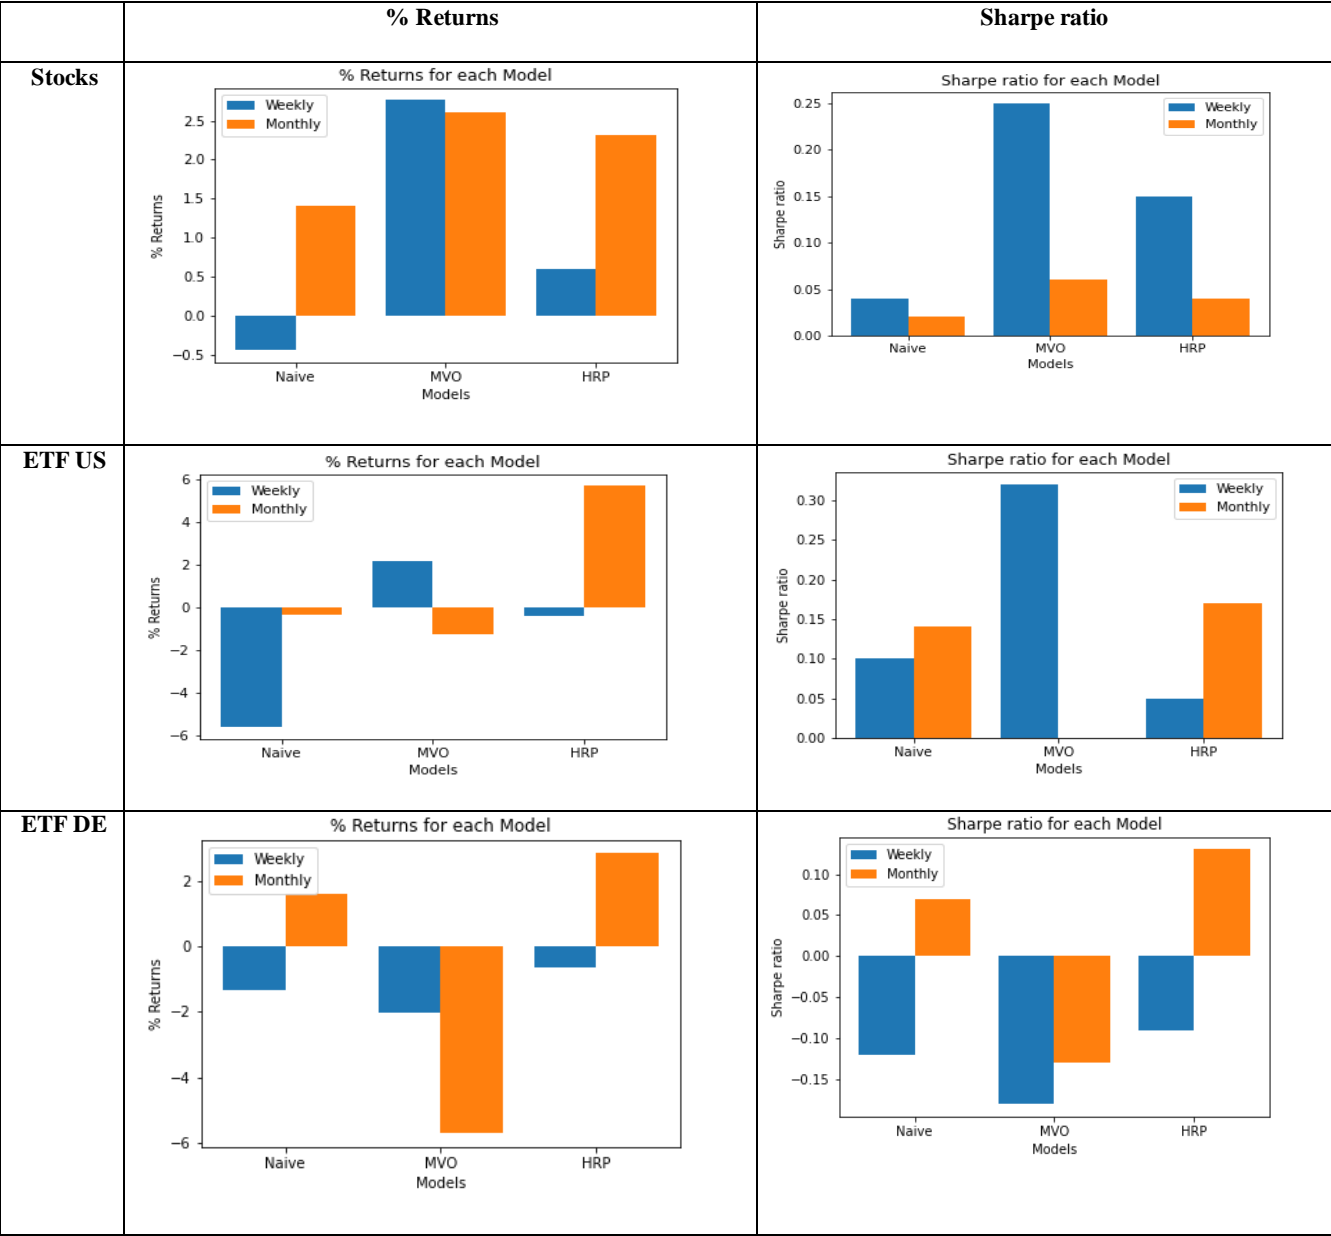 % Returns
Sharpe ratio
Stocks
% Returns for each Model
Weekly
Monthly
2.5
2.0
1.5
1.0
0.5
0.0
−0.5
% Returns
Naive MVO HRP
Models
Sharpe ratio for each Model
Weekly
Monthly
0.25
0.20
0.15
0.10
0.05
0.00
Sharpe ratio
Naive MVO HRP
Models
ETF US
% Returns for each Model
Weekly
Monthly
6
4
2
0
−2
−4
−6
% Returns
Naive MVO HRP
Models
Sharpe ratio for each Model
Weekly
Monthly
0.30
0.25
0.20
0.15
0.10
0.05
0.00
Sharpe ratio
Naive MVO HRP
Models
ETF DE
% Returns for each Model
Weekly
Monthly
2
0
−2
−4
−6
% Returns
Naive MVO HRP
Models
Sharpe ratio for each Model
Weekly
Monthly
0.10
0.05
0.00
−0.05
−0.10
−0.15
Sharpe ratio
Naive MVO HRP
Models